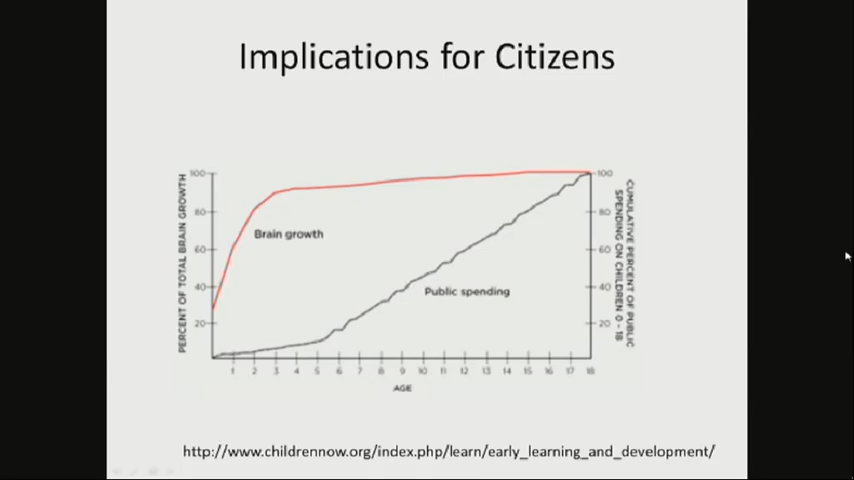 Implications for Citizens
PERCENT OF TOTAL BRAIN GROWTH
100
80
60
40
20
Brain growth
Public spending
100
80
60
40
20
CUMULATIVE PERCENT OF PUBLIC
SPENDING ON CHILDREN 0 - 18
1 2 3 4 5 6 7 8 9 10 11 12 13 14 15 16 17 18
AGE
http://www.childrennow.org/index.php/learn/early_learning_and_development/